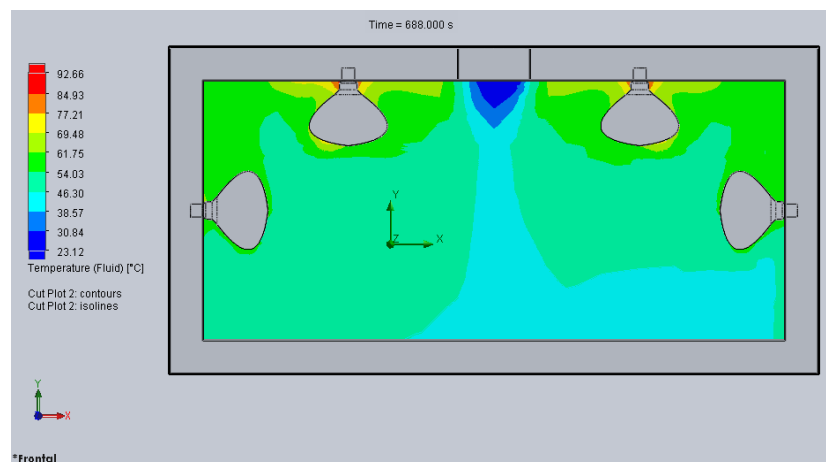 Time = 688.000 s
92.66
84.93
77.21
69.48
61.75
54.03
46.30
38.57
30.84
23.12
Temperature (Fluid) [°C]
Cut Plot 2: contours
Cut Plot 2: isolines
Y
Z
X
Y
X
*Frontal